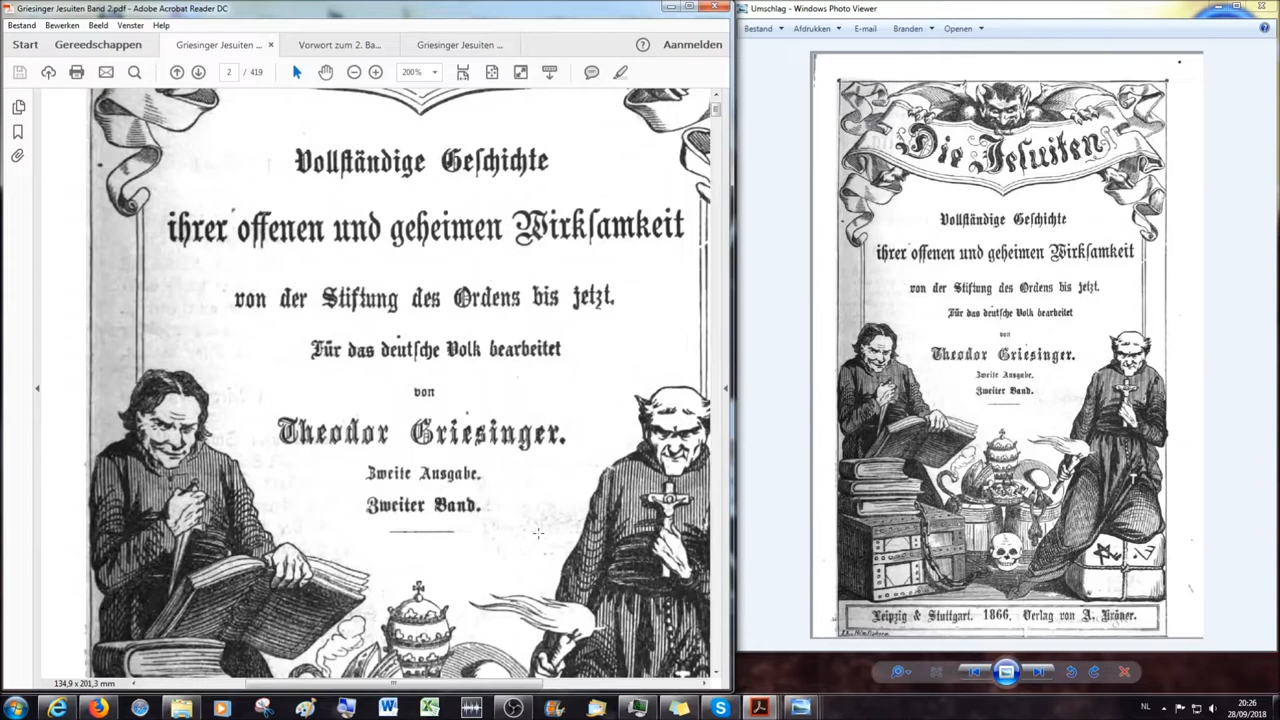 Griesinger Jesuiten Band 2.pdf - Adobe Acrobat Reader DC
Bestand Bewerken Beeld Venster Help
Start Gereedschappen Griesinger Jesuiten ... × Vorwort zum 2. Ba... Griesinger Jesuiten ... Anmelden
2 / 419 200%
Vollständige Geschichte
ihrer offenen und geheimen Wirksamkeit
von der Stiftung des Ordens bis jetzt.
Für das deutsche Volk bearbeitet
von
Theodor Griesinger.
Zweite Ausgabe.
Zweiter Band.
134,9 x 201,3 mm
Umschlag - Windows Photo Viewer
Bestand Afdrukken E-mail Branden Openen
Die Jesuiten
Vollständige Geschichte
ihrer offenen und geheimen Wirksamkeit
von der Stiftung des Ordens bis jetzt.
Für das deutsche Volk bearbeitet
von
Theodor Griesinger.
Zweite Ausgabe.
Zweiter Band.
Leipzig & Stuttgart. 1866. Verlag von A. Kröner.
NL 20:26
28/09/2018